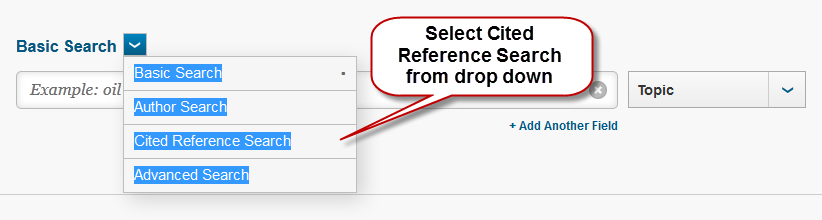 Select Cited
Reference Search
from drop down
Basic Search
Basic Search
Example: oil
Topic
Author Search
+ Add Another Field
Cited Reference Search
Advanced Search